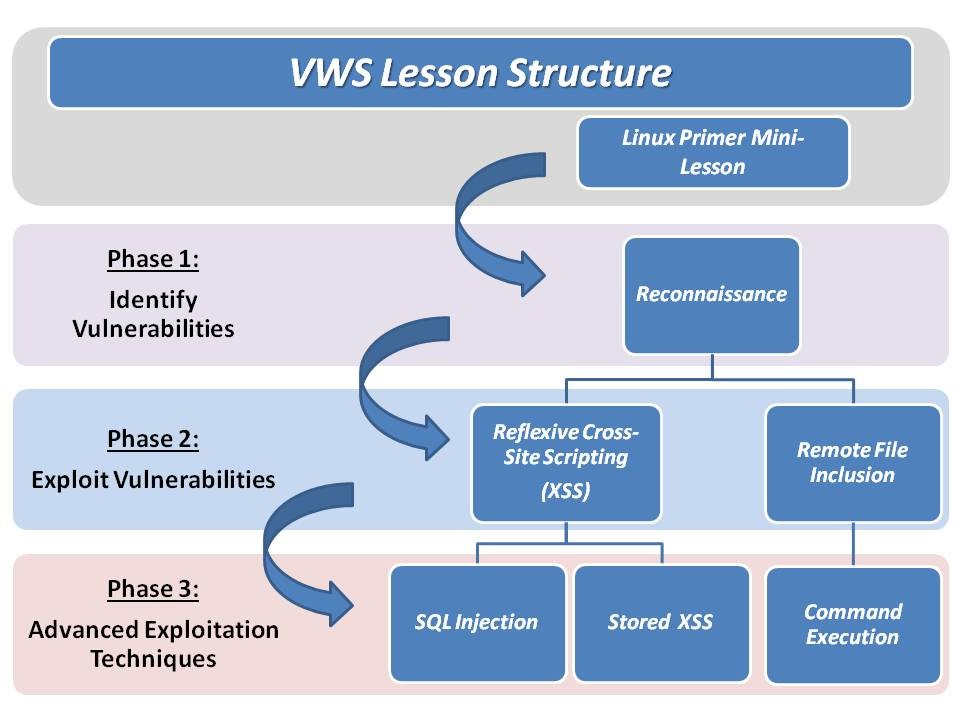 VWS Lesson Structure
Linux Primer Mini-
Lesson
Phase 1:
Identify
Vulnerabilities
Reconnaissance
Phase 2:
Exploit Vulnerabilities
Reflexive Cross-
Site Scripting
(XSS)
Remote File
Inclusion
Phase 3:
Advanced Exploitation
Techniques
SQL Injection
Stored XSS
Command
Execution